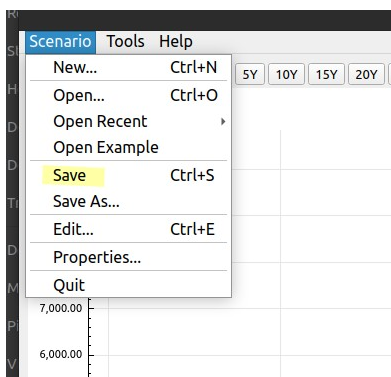 Scenario Tools Help
New... Ctrl+N
5Y 10Y 15Y 20Y
Open... Ctrl+O
Open Recent
Open Example
Save Ctrl+S
Save As...
Edit... Ctrl+E
Properties...
Quit
7,000.00
6,000.00